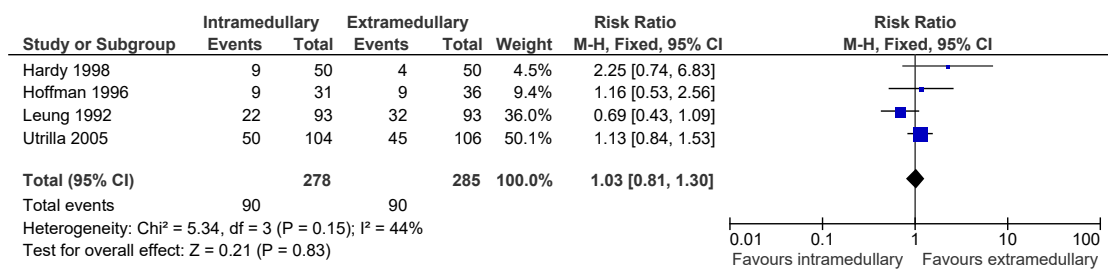 Intramedullary Extramedullary Risk Ratio Risk Ratio
Study or Subgroup Events Total Events Total Weight M-H, Fixed, 95% CI M-H, Fixed, 95% CI
Hardy 1998 9 50 4 50 4.5% 2.25 [0.74, 6.83]
Hoffman 1996 9 31 9 36 9.4% 1.16 [0.53, 2.56]
Leung 1992 22 93 32 93 36.0% 0.69 [0.43, 1.09]
Utrilla 2005 50 104 45 106 50.1% 1.13 [0.84, 1.53]
Total (95% CI) 278 285 100.0% 1.03 [0.81, 1.30]
Total events 90 90
Heterogeneity: Chi² = 5.34, df = 3 (P = 0.15); I² = 44%
Test for overall effect: Z = 0.21 (P = 0.83)
0.01 0.1 1 10 100
Favours intramedullary Favours extramedullary